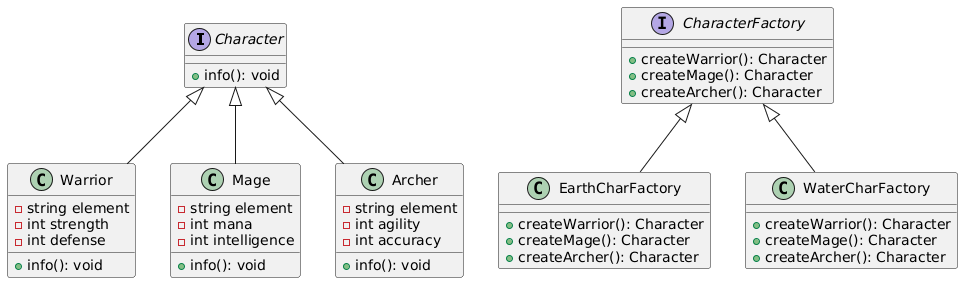 I Character
+ info(): void
C Warrior
string element
int strength
int defense
info(): void
C Mage
string element
int mana
int intelligence
info(): void
C Archer
string element
int agility
int accuracy
info(): void
I CharacterFactory
createWarrior(): Character
createMage(): Character
createArcher(): Character
C EarthCharFactory
createWarrior(): Character
createMage(): Character
createArcher(): Character
C WaterCharFactory
createWarrior(): Character
createMage(): Character
createArcher(): Character